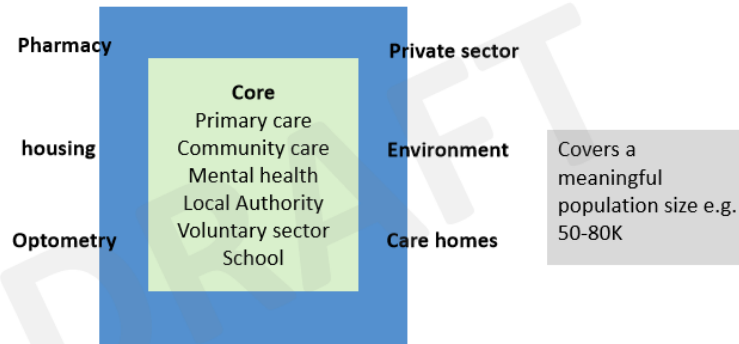 Pharmacy
Private sector
Core
Primary care
Community care
Mental health
Local Authority
Voluntary sector
School
housing
Environment
Optometry
Care homes
Covers a
meaningful
population size e.g.
50-80K
DRAFT